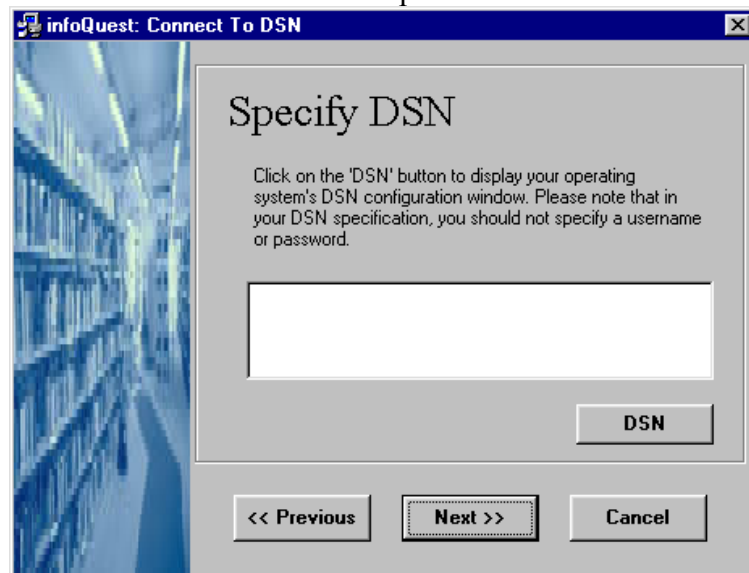 infoQuest: Connect To DSN
Specify DSN
Click on the 'DSN' button to display your operating
system's DSN configuration window. Please note that in
your DSN specification, you should not specify a username
or password.
DSN
<< Previous
Next >>
Cancel